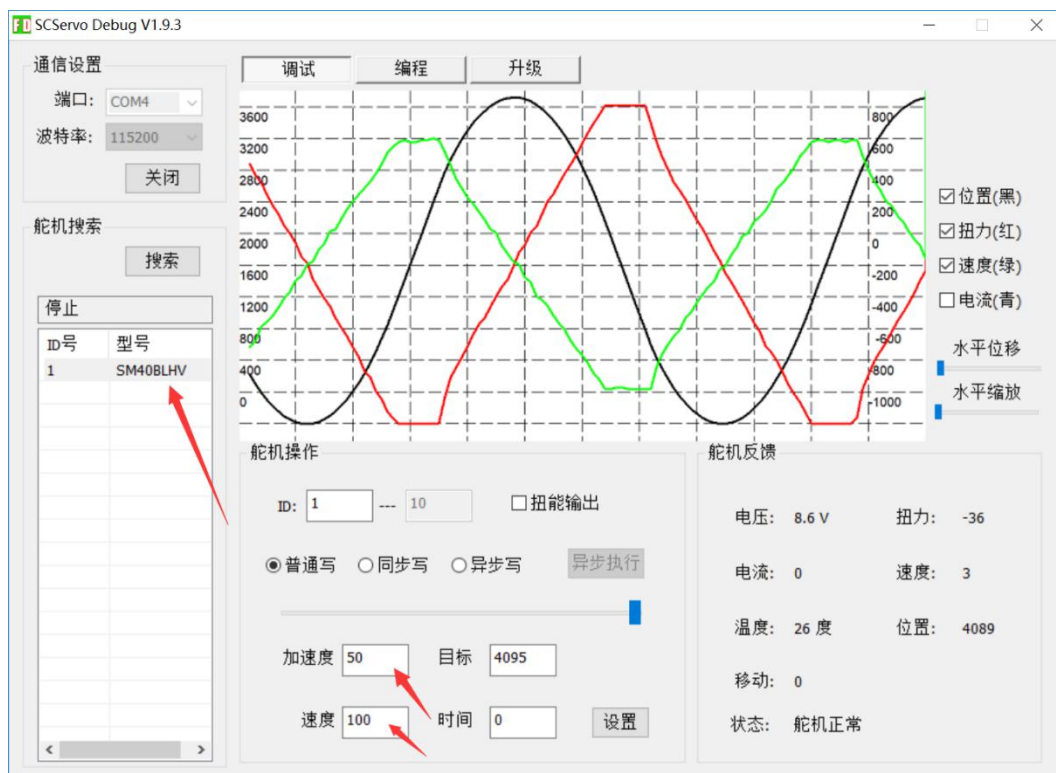 SCServo Debug V1.9.3
通信设置
端口: COM4
波特率: 115200
关闭
舵机搜索
搜索
停止
ID号 型号
1 SM40BLHV
调试 编程 升级
3600
3200
2800
2400
2000
1600
1200
800
400
0
800
600
400
200
0
-200
-400
-600
-800
-1000
位置(黑)
扭力(红)
速度(绿)
电流(青)
水平位移
水平缩放
舵机操作
ID: 1 --- 10 扭能输出
普通写 同步写 异步写 异步执行
加速度 50 目标 4095
速度 100 时间 0 设置
舵机反馈
电压: 8.6 V 扭力: -36
电流: 0 速度: 3
温度: 26 度 位置: 4089
移动: 0
状态: 舵机正常